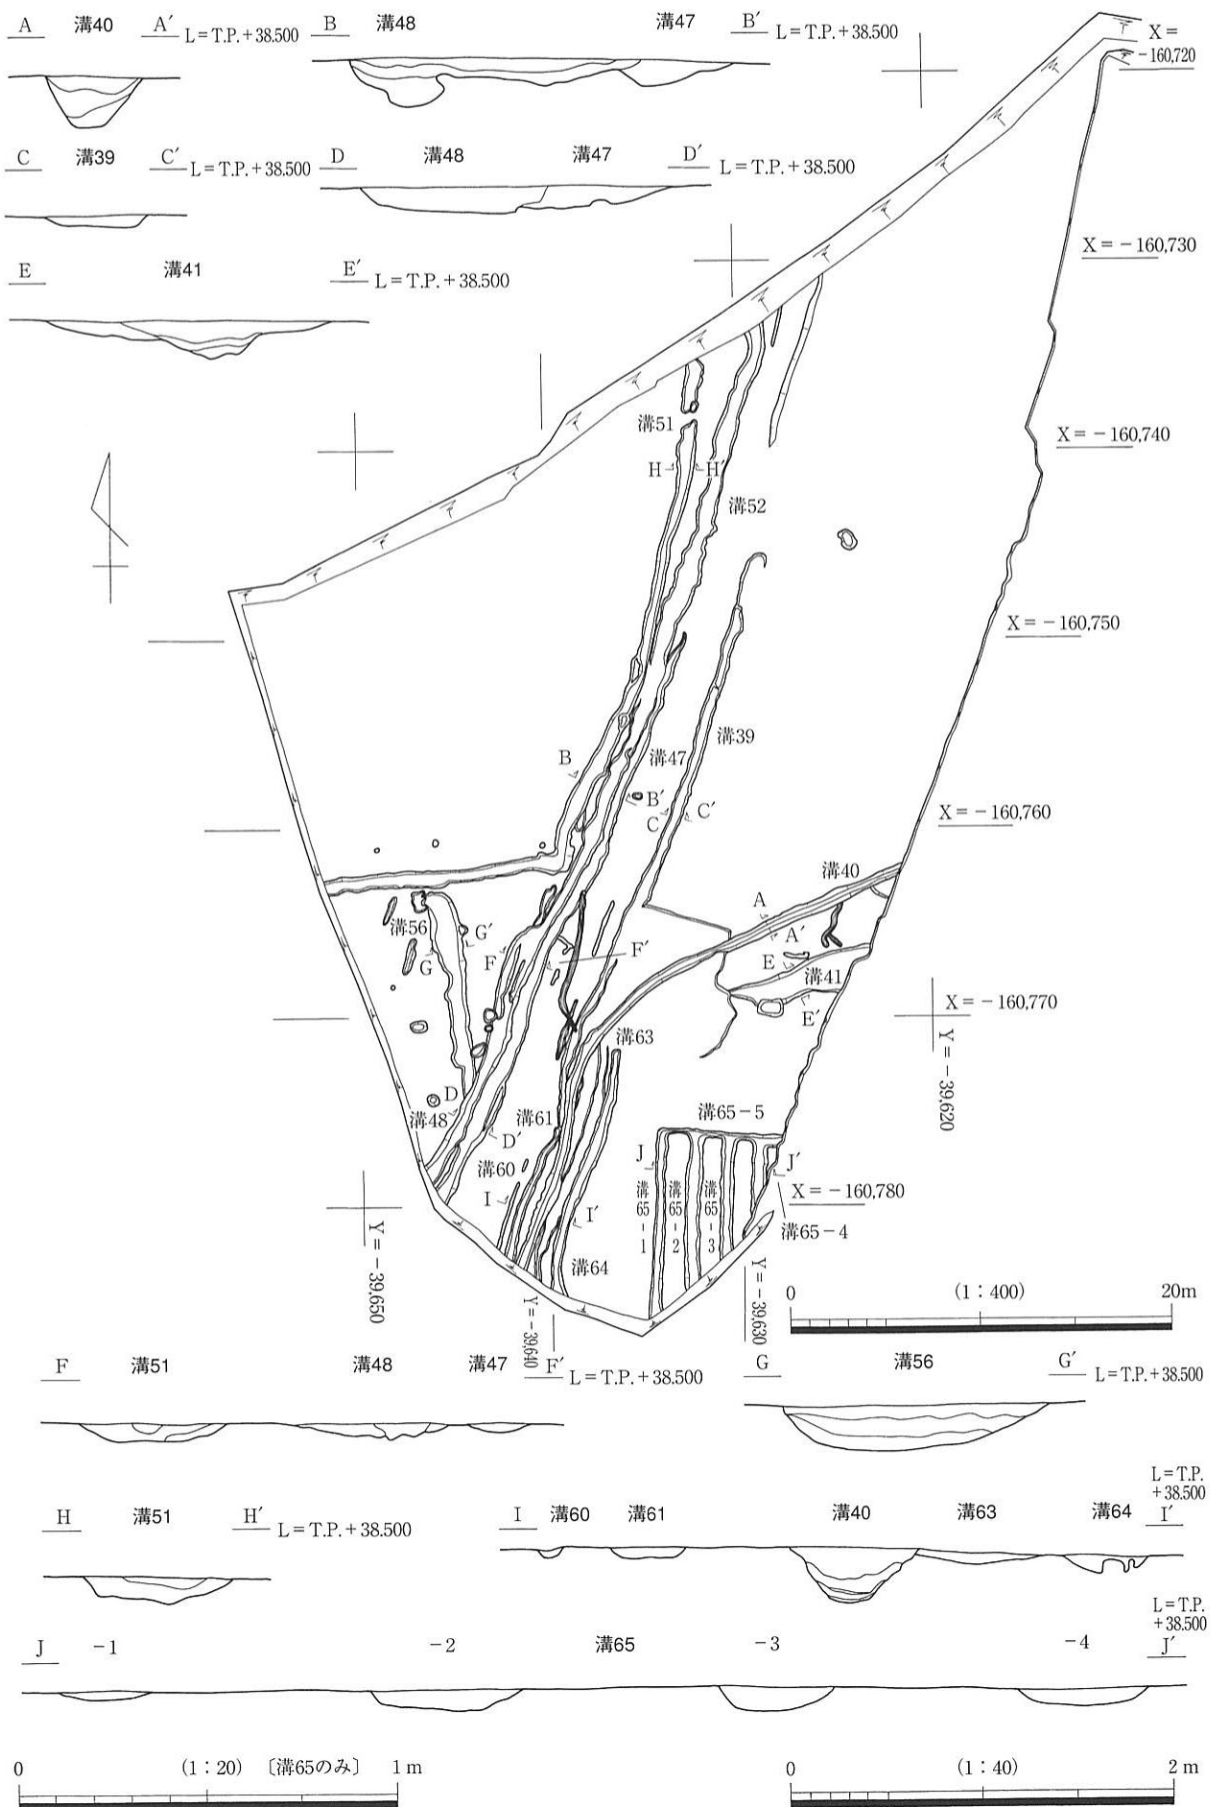 A 溝40 A′ L=T.P.+38.500
B 溝48 溝47 B′ L=T.P.+38.500
X=
-160,720
C 溝39 C′ L=T.P.+38.500
D 溝48 溝47 D′ L=T.P.+38.500
X=-160,730
E 溝41 E′ L=T.P.+38.500
溝51
X=-160,740
H H′
溝52
X=-160,750
溝39
溝47
B
B′
C C′
X=-160,760
溝40
A
A′
溝56
G′
G
F
F′
E
溝41
E′
X=-160,770
Y=-39,620
溝63
D
溝48
溝61
D′
溝65-5
溝60
J
J′
I
I′
X=-160,780
溝65-1
溝65-2
溝65-3
溝65-4
溝64
Y=-39,650
Y=-39,640
Y=-39,630
0 (1:400) 20m
F 溝51 溝48 溝47 F′ L=T.P.+38.500
G 溝56 G′ L=T.P.+38.500
H 溝51 H′ L=T.P.+38.500
L=T.P.
+38.500
I 溝60 溝61 溝40 溝63 溝64 I′
L=T.P.
+38.500
J -1 -2 溝65 -3 -4 J′
0 (1:20) 〔溝65のみ〕 1m
0 (1:40) 2m